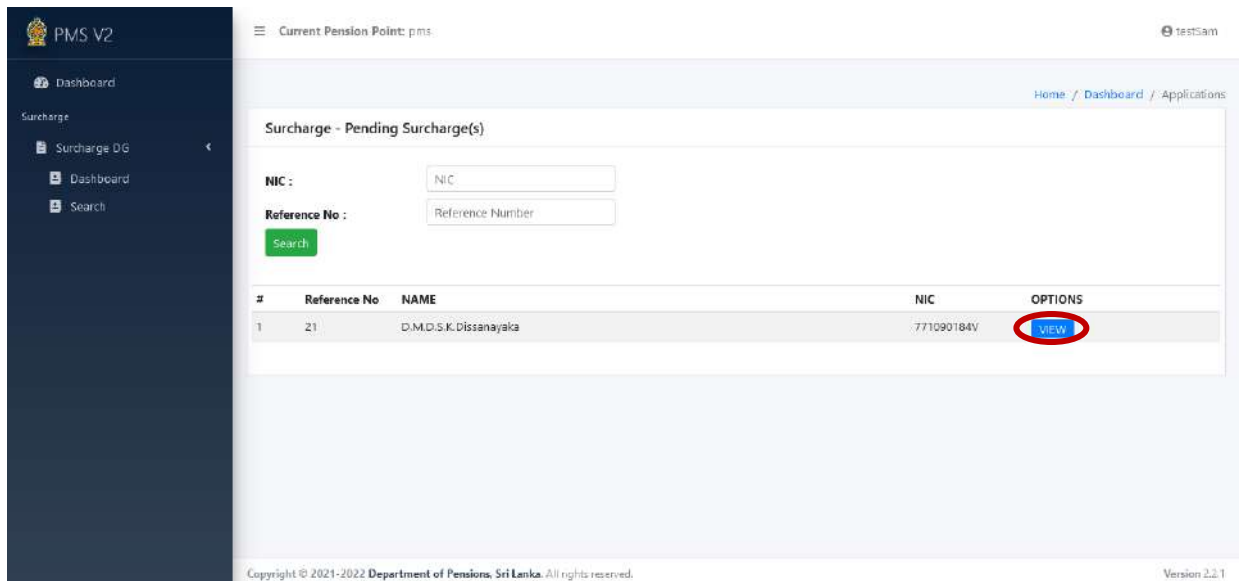 PMS V2
Current Pension Point: pms
testSam
Dashboard
Home / Dashboard / Applications
Surcharge
Surcharge - Pending Surcharge(s)
Surcharge DG
NIC :
NIC
Dashboard
Search
Reference No :
Reference Number
Search
# Reference No NAME NIC OPTIONS
1 21 D.M.D.S.K.Dissanayaka 771090184V VIEW
Copyright © 2021-2022 Department of Pensions, Sri Lanka. All rights reserved.
Version 2.2.1